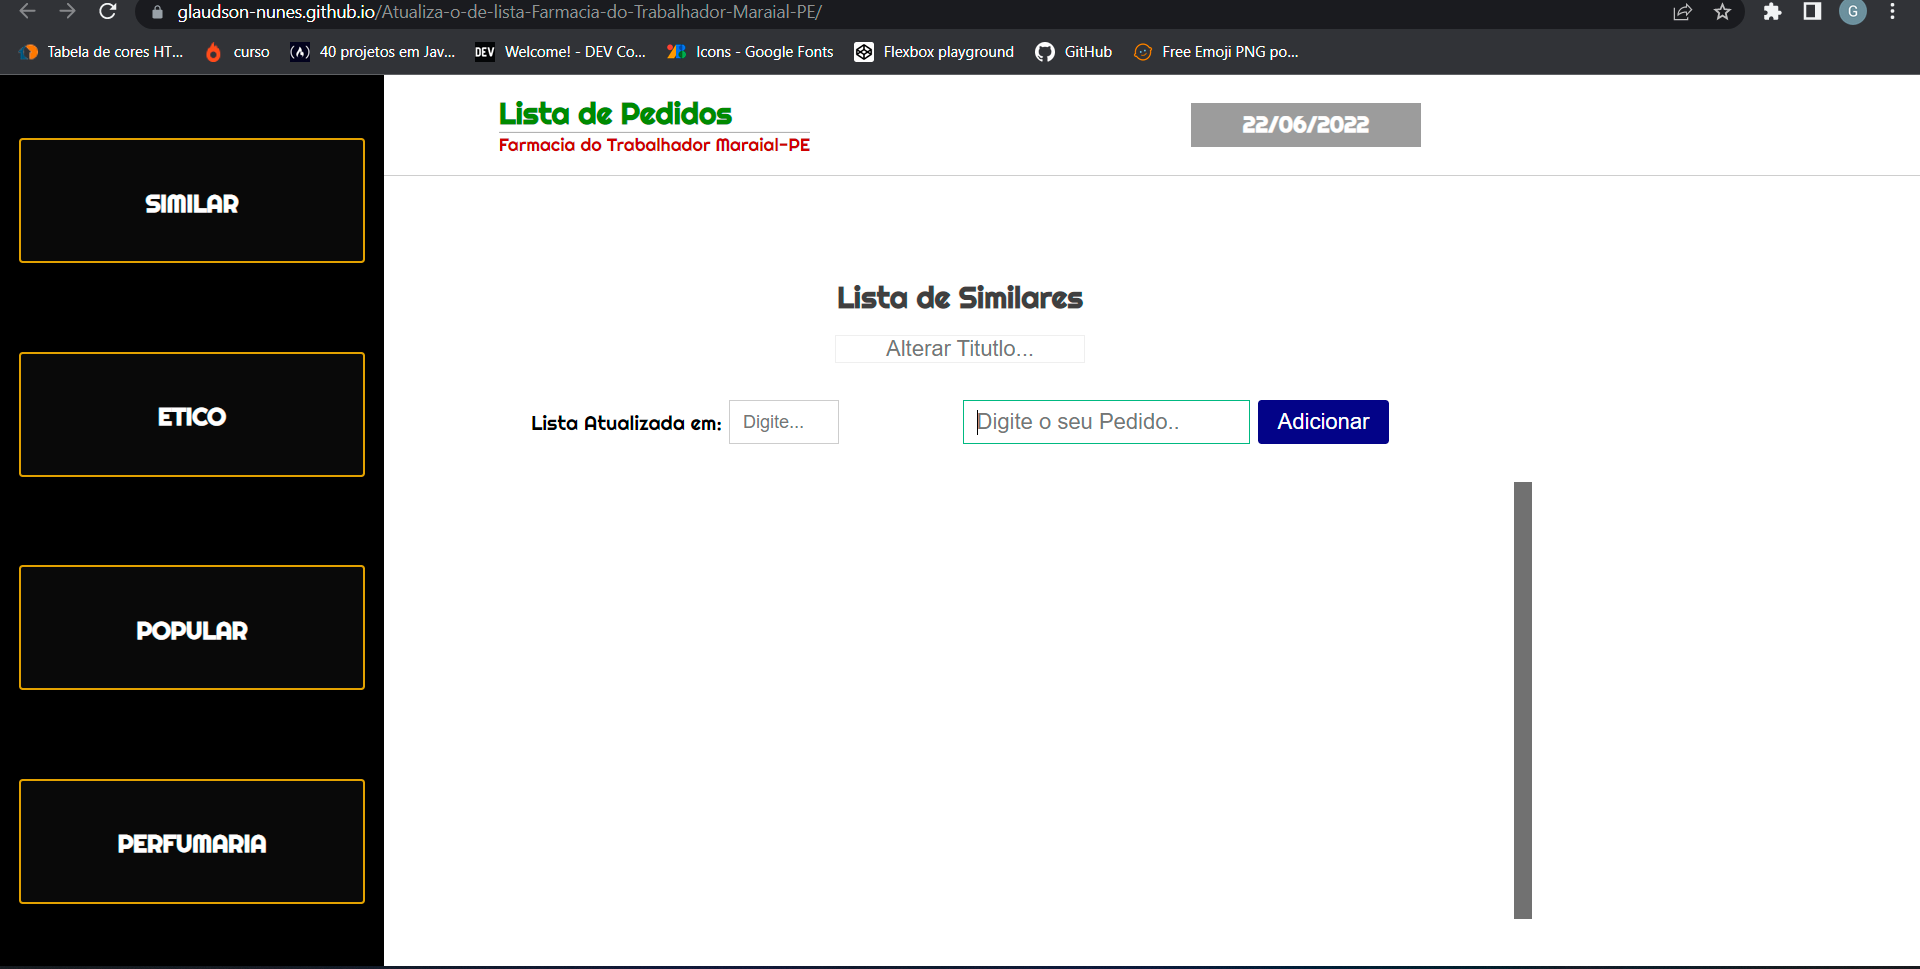 glaudson-nunes.github.io/Atualiza-o-de-lista-Farmacia-do-Trabalhador-Maraial-PE/
G
Tabela de cores HT...
curso
(A)
40 projetos em Jav...
DEV
Welcome! - DEV Co...
Icons - Google Fonts
Flexbox playground
GitHub
Free Emoji PNG po...
SIMILAR
ETICO
POPULAR
PERFUMARIA
Lista de Pedidos
Farmacia do Trabalhador Maraial-PE
22/06/2022
Lista de Similares
Alterar Titutlo...
Lista Atualizada em:
Digite...
Digite o seu Pedido..
Adicionar